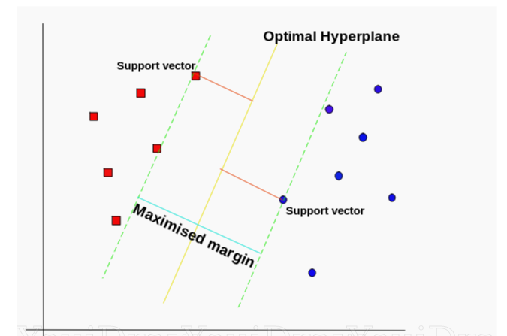 Optimal Hyperplane
Support vector
Support vector
Maximised margin